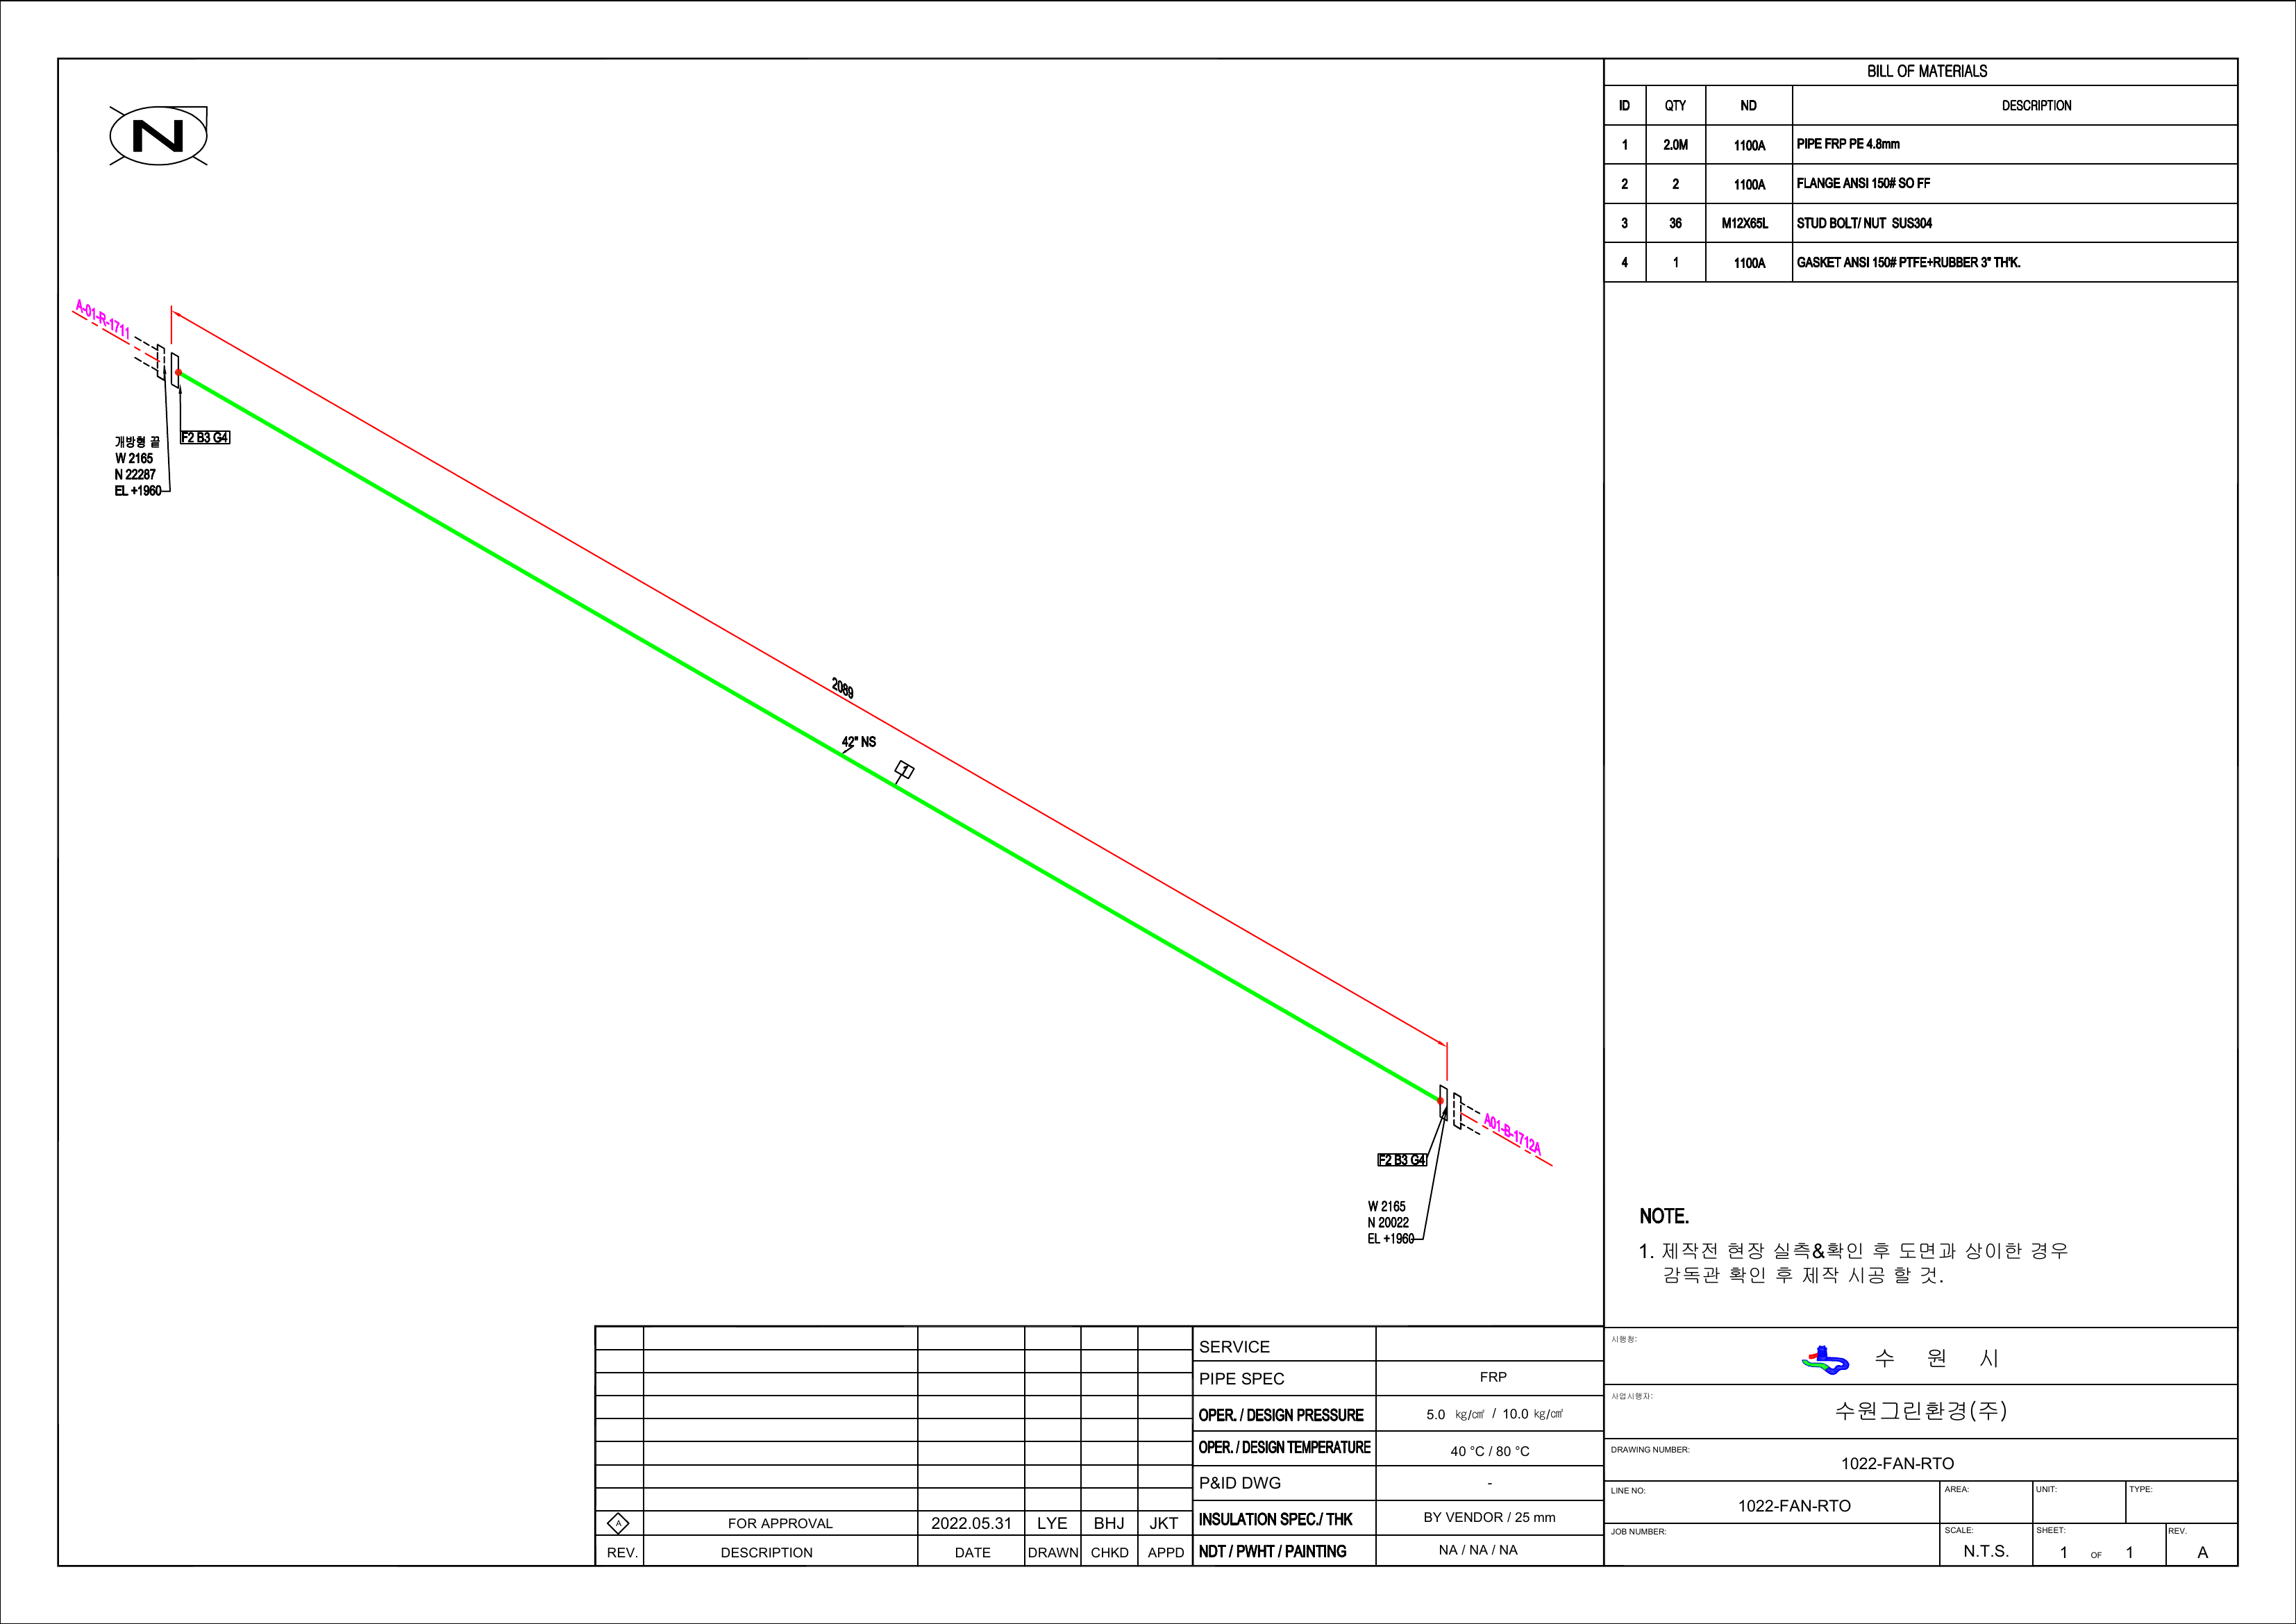 N
A-01-R-1711
개방형 끝
W 2165
N 22287
EL +1960
F2 B3 G4
2089
42" NS
1
A01-B-1712A
F2 B3 G4
W 2165
N 20022
EL +1960
BILL OF MATERIALS
ID QTY ND DESCRIPTION
1 2.0M 1100A PIPE FRP PE 4.8mm
2 2 1100A FLANGE ANSI 150# SO FF
3 36 M12X65L STUD BOLT/ NUT SUS304
4 1 1100A GASKET ANSI 150# PTFE+RUBBER 3" TH'K.
NOTE.
1. 제작전 현장 실측&확인 후 도면과 상이한 경우
감독관 확인 후 제작 시공 할 것.
A FOR APPROVAL 2022.05.31 LYE BHJ JKT
REV. DESCRIPTION DATE DRAWN CHKD APPD
SERVICE
PIPE SPEC FRP
OPER. / DESIGN PRESSURE 5.0 ㎏/㎠ / 10.0 ㎏/㎠
OPER. / DESIGN TEMPERATURE 40 °C / 80 °C
P&ID DWG -
INSULATION SPEC./ THK BY VENDOR / 25 mm
NDT / PWHT / PAINTING NA / NA / NA
시행청:
수 원 시
사업시행자:
수원그린환경(주)
DRAWING NUMBER:
1022-FAN-RTO
LINE NO: AREA: UNIT: TYPE:
1022-FAN-RTO
JOB NUMBER: SCALE: SHEET: REV.
N.T.S. 1 OF 1 A